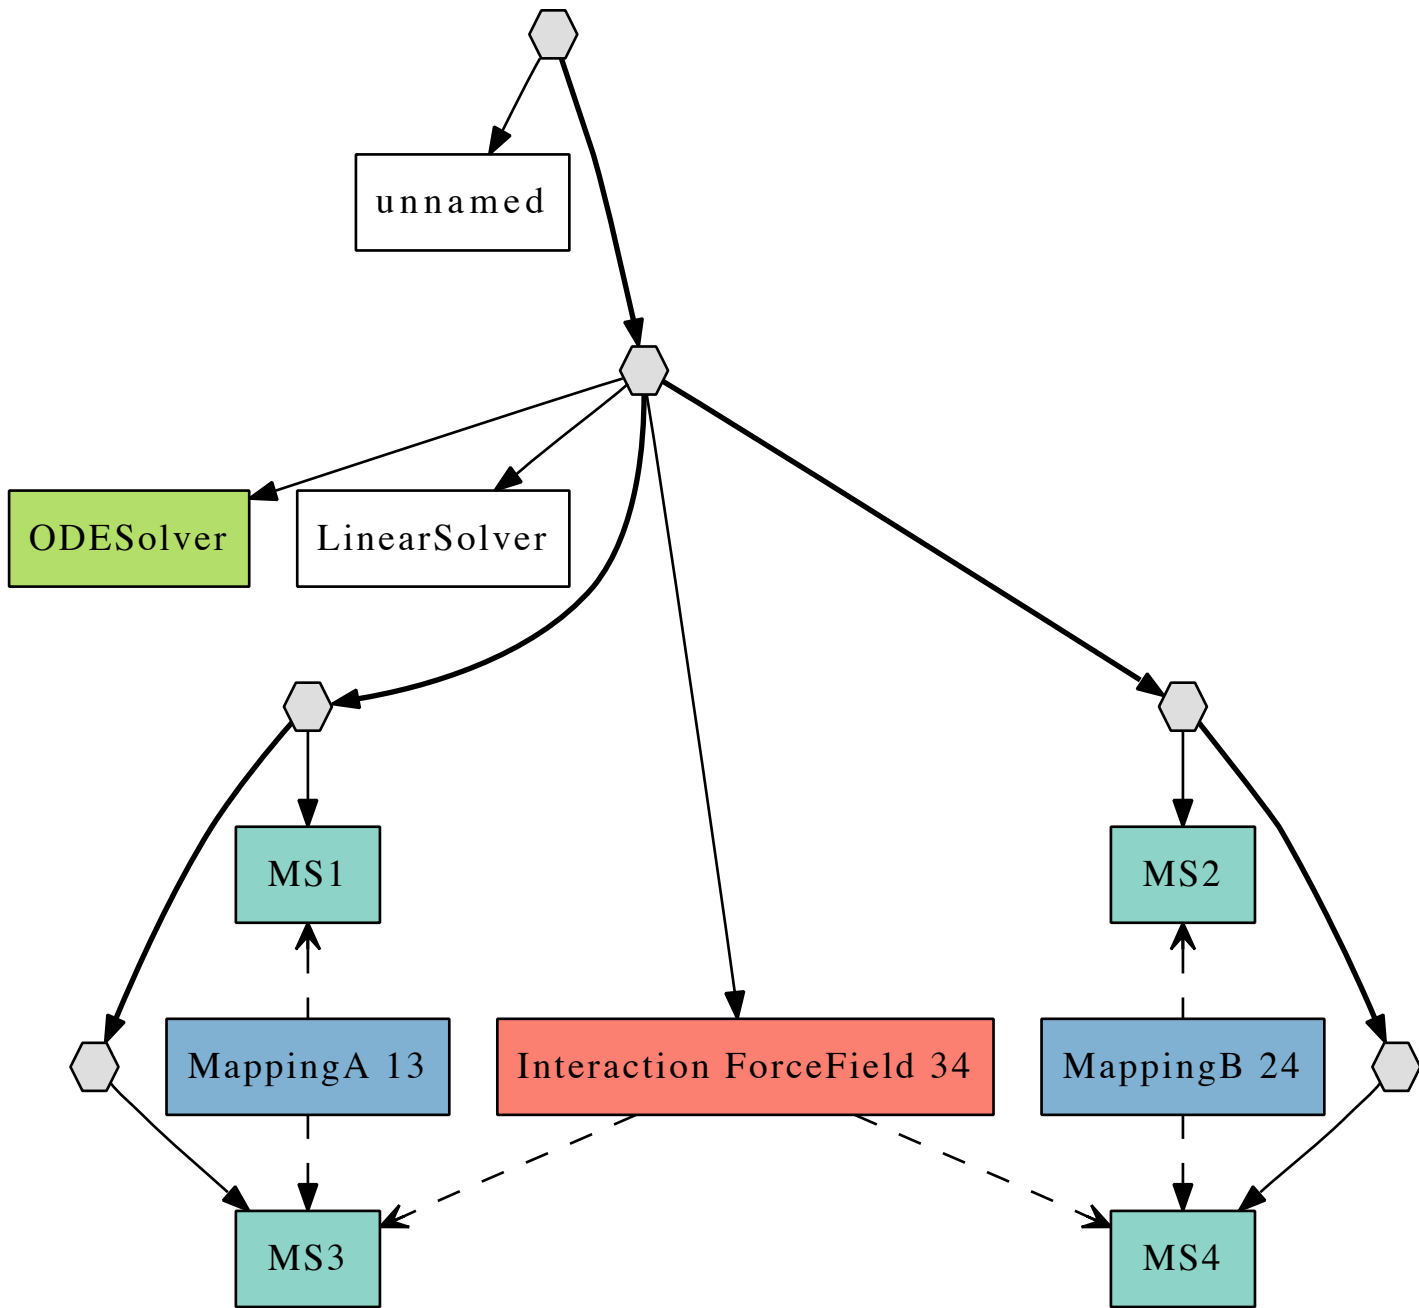 unnamed
ODESolver
LinearSolver
MS1
MS2
MappingA 13
Interaction ForceField 34
MappingB 24
MS3
MS4